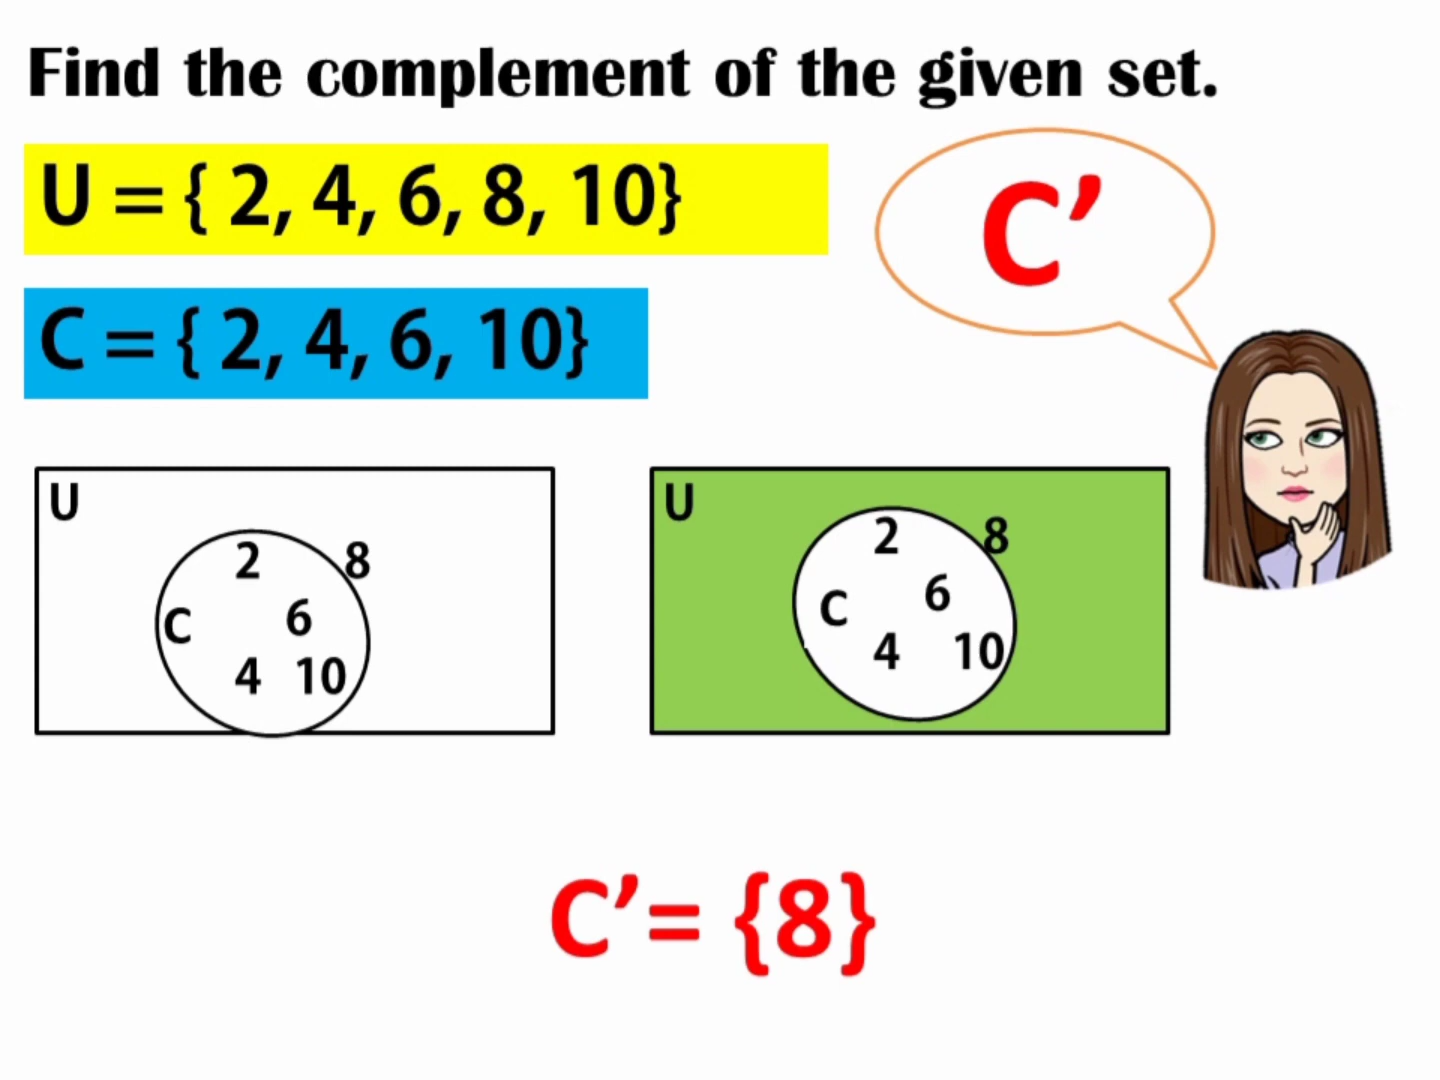 Find the complement of the given set.
U = { 2, 4, 6, 8, 10}
C’
C = { 2, 4, 6, 10}
U
2
8
C
6
4
10
U
2
8
C
6
4
10
C’= {8}